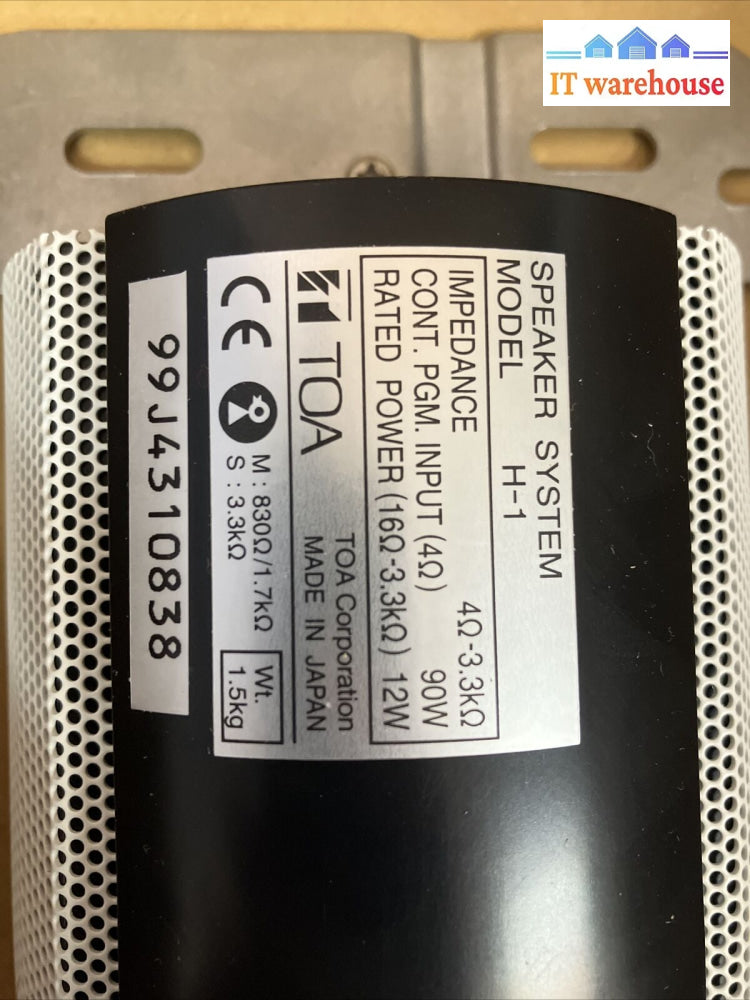 IT warehouse
SPEAKER SYSTEM
MODEL H-1
IMPEDANCE 4Ω-3.3kΩ
CONT. PGM. INPUT (4Ω) 90W
RATED POWER (16Ω-3.3kΩ) 12W
TOA TOA Corporation
MADE IN JAPAN
CE M : 830Ω/1.7kΩ Wt.
S : 3.3kΩ 1.5kg
99J4310838